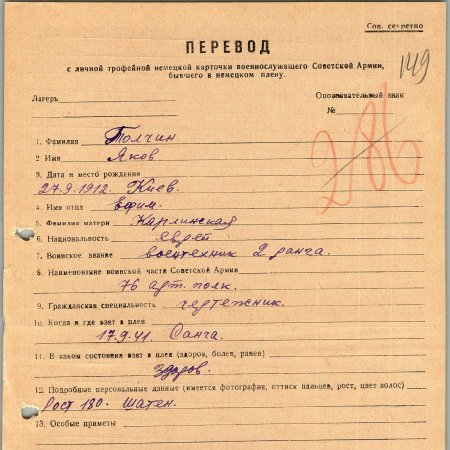 Сов. секретно
ПЕРЕВОД
149
с личной трофейной немецкой карточки военнослужащего Советской Армии,
бывшего в немецком плену.
Лагерь
Опознавательный знак
№
286
1. Фамилия Толчин
2 Имя Яков
3. Дата и место рождения
27.9.1912. Киев.
4. Имя отца Ефим.
5. Фамилия матери Карлинская
6. Национальность еврей
7. Воинское звание воентехник 2 ранга.
8. Наименование воинской части Советской Армии
76 арт. полк.
9. Гражданская специальность чертежник.
10. Когда и где взят в плен
17.9.41. Санча.
11. В каком состоянии взят в плен (здоров, болен, ранен)
Здоров.
12. Подробные персональные данные (имеется фотография, оттиск пальцев, рост, цвет волос)
Рост 180. Шатен.
13. Особые приметы